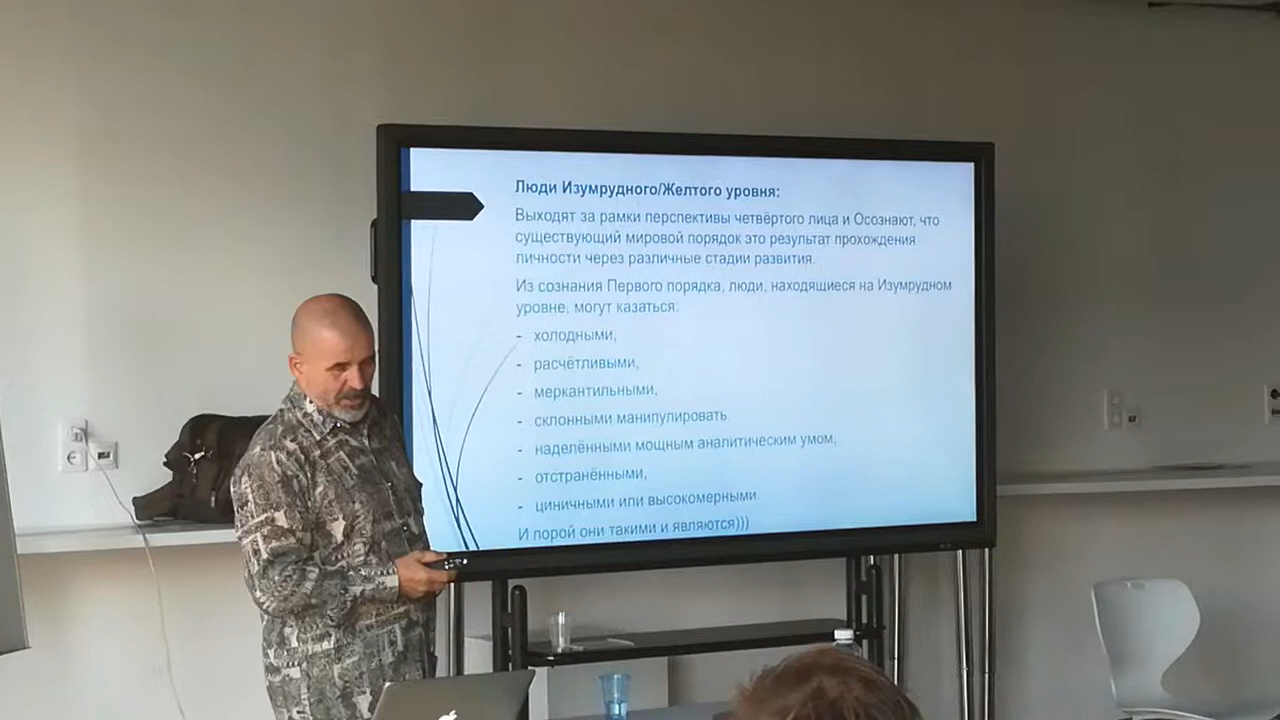 Люди Изумрудного/Желтого уровня:
Выходят за рамки перспективы четвёртого лица и Осознают, что
существующий мировой порядок это результат прохождения
личности через различные стадии развития.
Из сознания Первого порядка, люди, находящиеся на Изумрудном
уровне, могут казаться:
- холодными,
- расчётливыми,
- меркантильными,
- склонными манипулировать
- наделёнными мощным аналитическим умом,
- отстранёнными,
- циничными или высокомерными
И порой они такими и являются)))